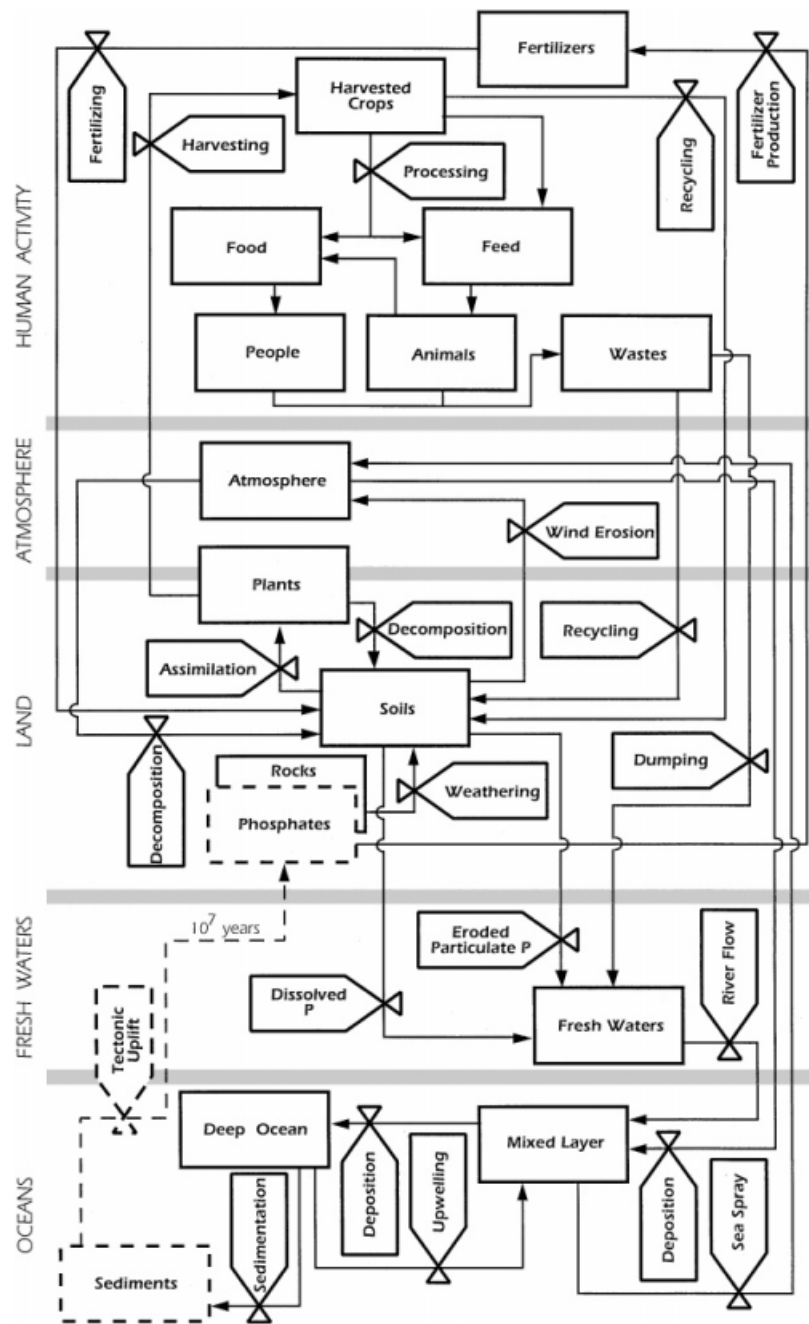 Fertilizers
Harvested
Crops
Fertilizing
Harvesting
Processing
Recycling
Fertilizer
Production
HUMAN ACTIVITY
Food
Feed
People
Animals
Wastes
ATMOSPHERE
Atmosphere
Wind Erosion
LAND
Plants
Decomposition
Recycling
Assimilation
Soils
Decomposition
Rocks
Phosphates
Weathering
Dumping
FRESH WATERS
10⁷ years
Eroded
Particulate P
River Flow
Dissolved
P
Fresh Waters
Tectonic
Uplift
OCEANS
Deep Ocean
Mixed Layer
Deposition
Upwelling
Deposition
Sea Spray
Sedimentation
Sediments